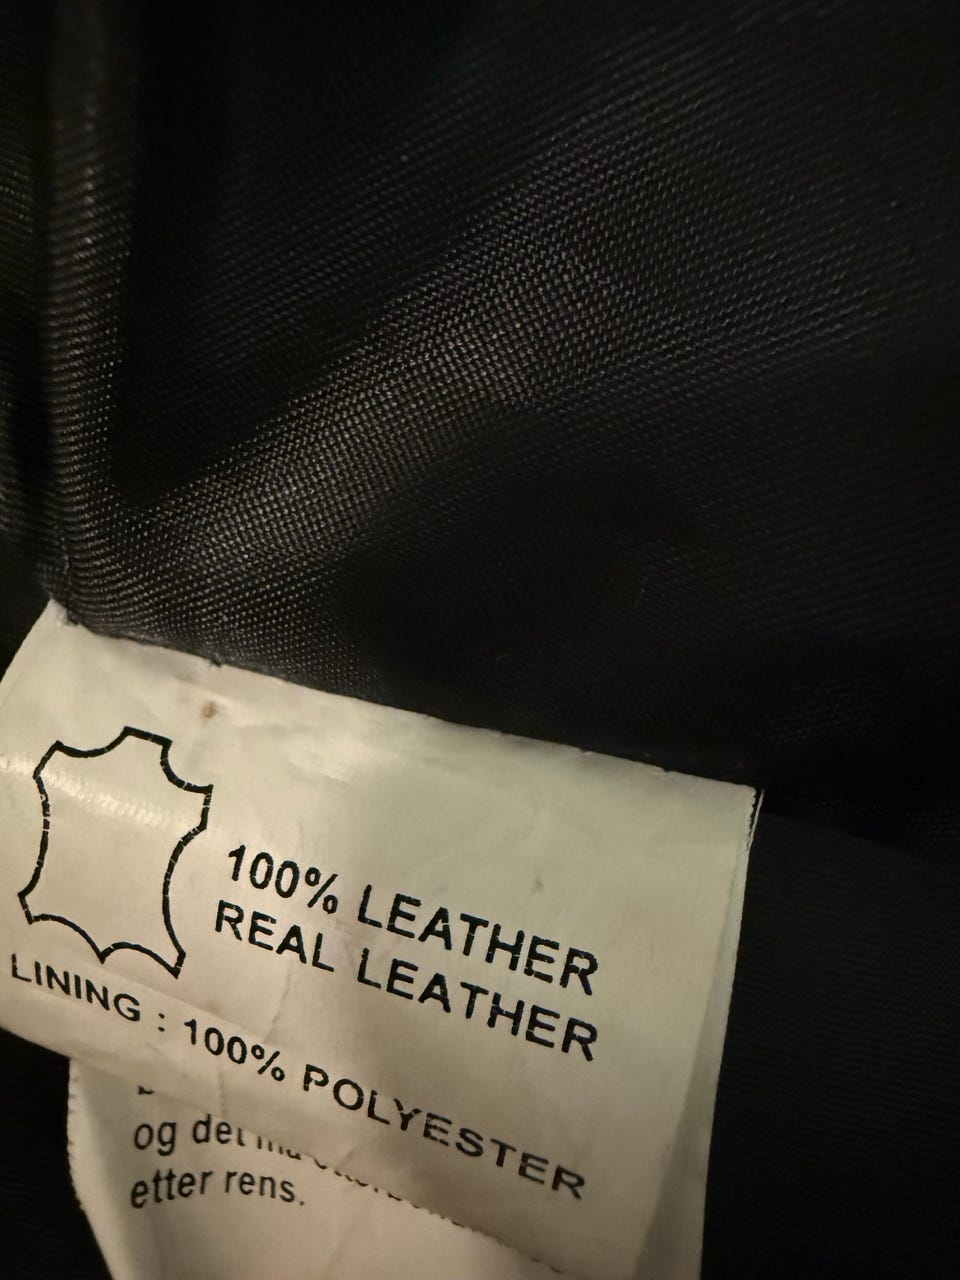 100% LEATHER
REAL LEATHER
LINING : 100% POLYESTER
og det
etter rens.